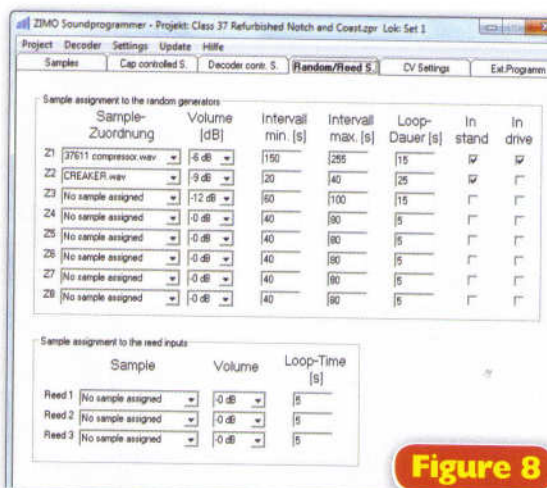 ZIMO Soundprogrammer - Projekt: Class 37 Refurbished Notch and Coast.zpr Lok: Set 1
Project Decoder Settings Update Hilfe
Samples Cap controlled S. Decoder contr. S. Random/Reed S. CV Settings Ext.Programm
Sample assignment to the random generators
Sample-Zuordnung Volume [dB] Intervall min. [s] Intervall max. [s] Loop-Dauer [s] In stand In drive
Z1 37611 compressor.wav -6 dB 150 255 15
Z2 CREAKER.wav -9 dB 20 40 25
Z3 No sample assigned -12 dB 60 100 15
Z4 No sample assigned -0 dB 40 80 5
Z5 No sample assigned -0 dB 40 80 5
Z6 No sample assigned -0 dB 40 80 5
Z7 No sample assigned -0 dB 40 80 5
Z8 No sample assigned -0 dB 40 80 5
Sample assignment to the reed inputs
Sample Volume Loop-Time [s]
Reed 1 No sample assigned -0 dB 5
Reed 2 No sample assigned -0 dB 5
Reed 3 No sample assigned -0 dB 5
Figure 8